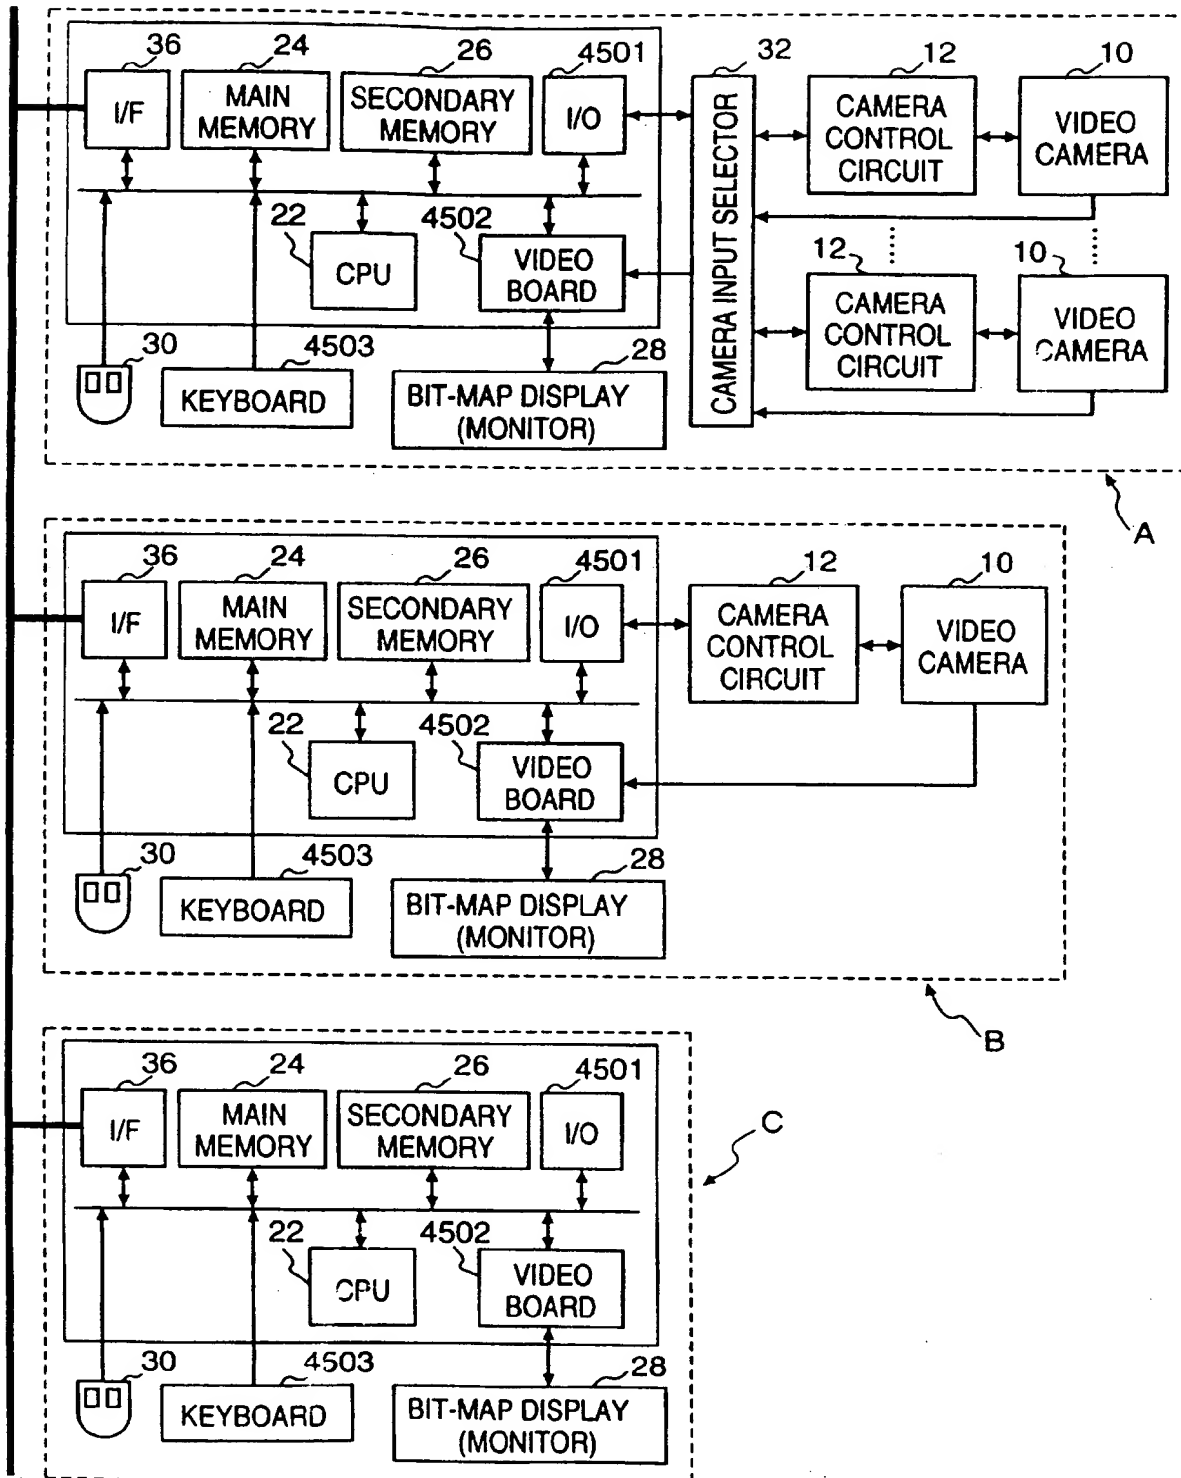 36
24
26
4501
32
12
10
I/F
MAIN
MEMORY
SECONDARY
MEMORY
I/O
CAMERA INPUT SELECTOR
CAMERA
CONTROL
CIRCUIT
VIDEO
CAMERA
22
CPU
4502
VIDEO
BOARD
12
10
CAMERA
CONTROL
CIRCUIT
VIDEO
CAMERA
30
4503
KEYBOARD
28
BIT-MAP DISPLAY
(MONITOR)
A
36
24
26
4501
12
10
I/F
MAIN
MEMORY
SECONDARY
MEMORY
I/O
CAMERA
CONTROL
CIRCUIT
VIDEO
CAMERA
22
CPU
4502
VIDEO
BOARD
30
4503
KEYBOARD
28
BIT-MAP DISPLAY
(MONITOR)
B
36
24
26
4501
I/F
MAIN
MEMORY
SECONDARY
MEMORY
I/O
C
22
CPU
4502
VIDEO
BOARD
30
4503
KEYBOARD
28
BIT-MAP DISPLAY
(MONITOR)